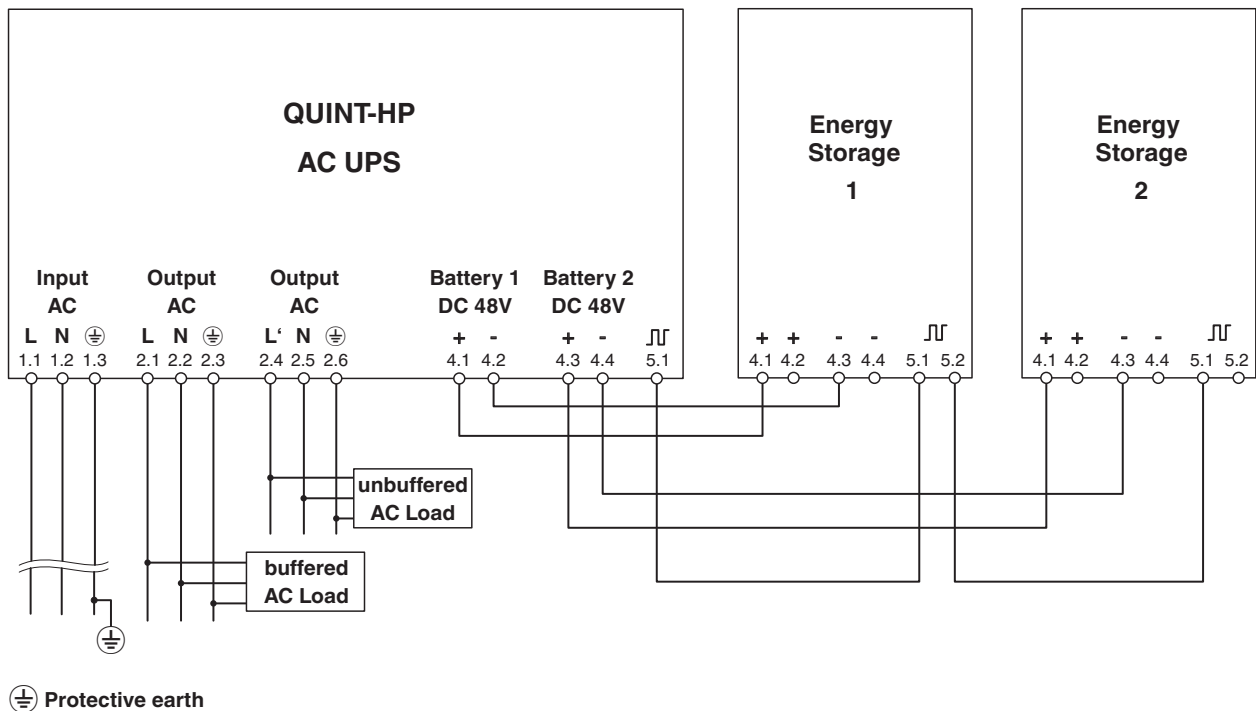 QUINT-HP
AC UPS
Input
AC
Output
AC
Output
AC
Battery 1
DC 48V
Battery 2
DC 48V
L N
1.1 1.2 1.3
L N
2.1 2.2 2.3
L‘ N
2.4 2.5 2.6
+ -
4.1 4.2
+ -
4.3 4.4
5.1
Energy
Storage
1
+ + - -
4.1 4.2 4.3 4.4 5.1 5.2
Energy
Storage
2
+ + - -
4.1 4.2 4.3 4.4 5.1 5.2
unbuffered
AC Load
buffered
AC Load
Protective earth